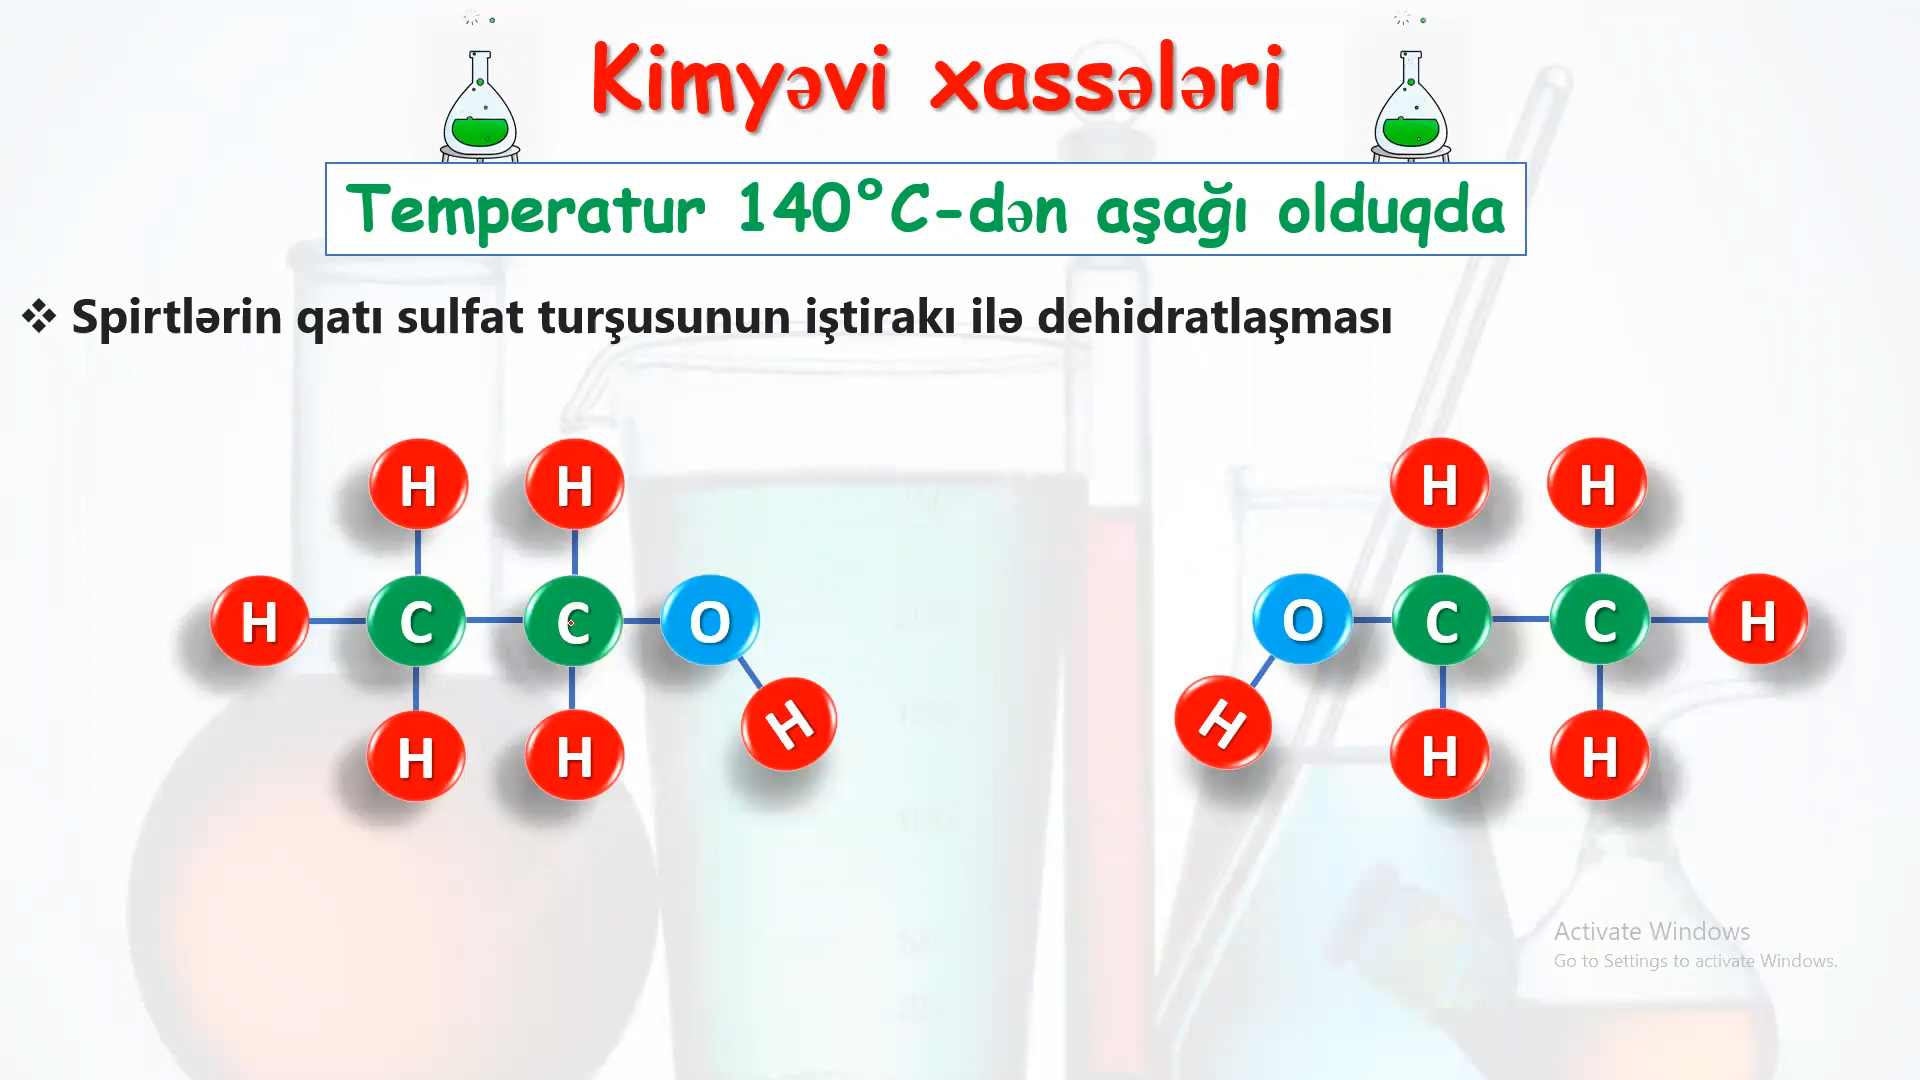 Kimyəvi xassələri
Temperatur 140°C-dən aşağı olduqda
❖ Spirtlərin qatı sulfat turşusunun iştirakı ilə dehidratlaşması
H H H H
H C C O O C C H
H H
H H H H
Activate Windows
Go to Settings to activate Windows.